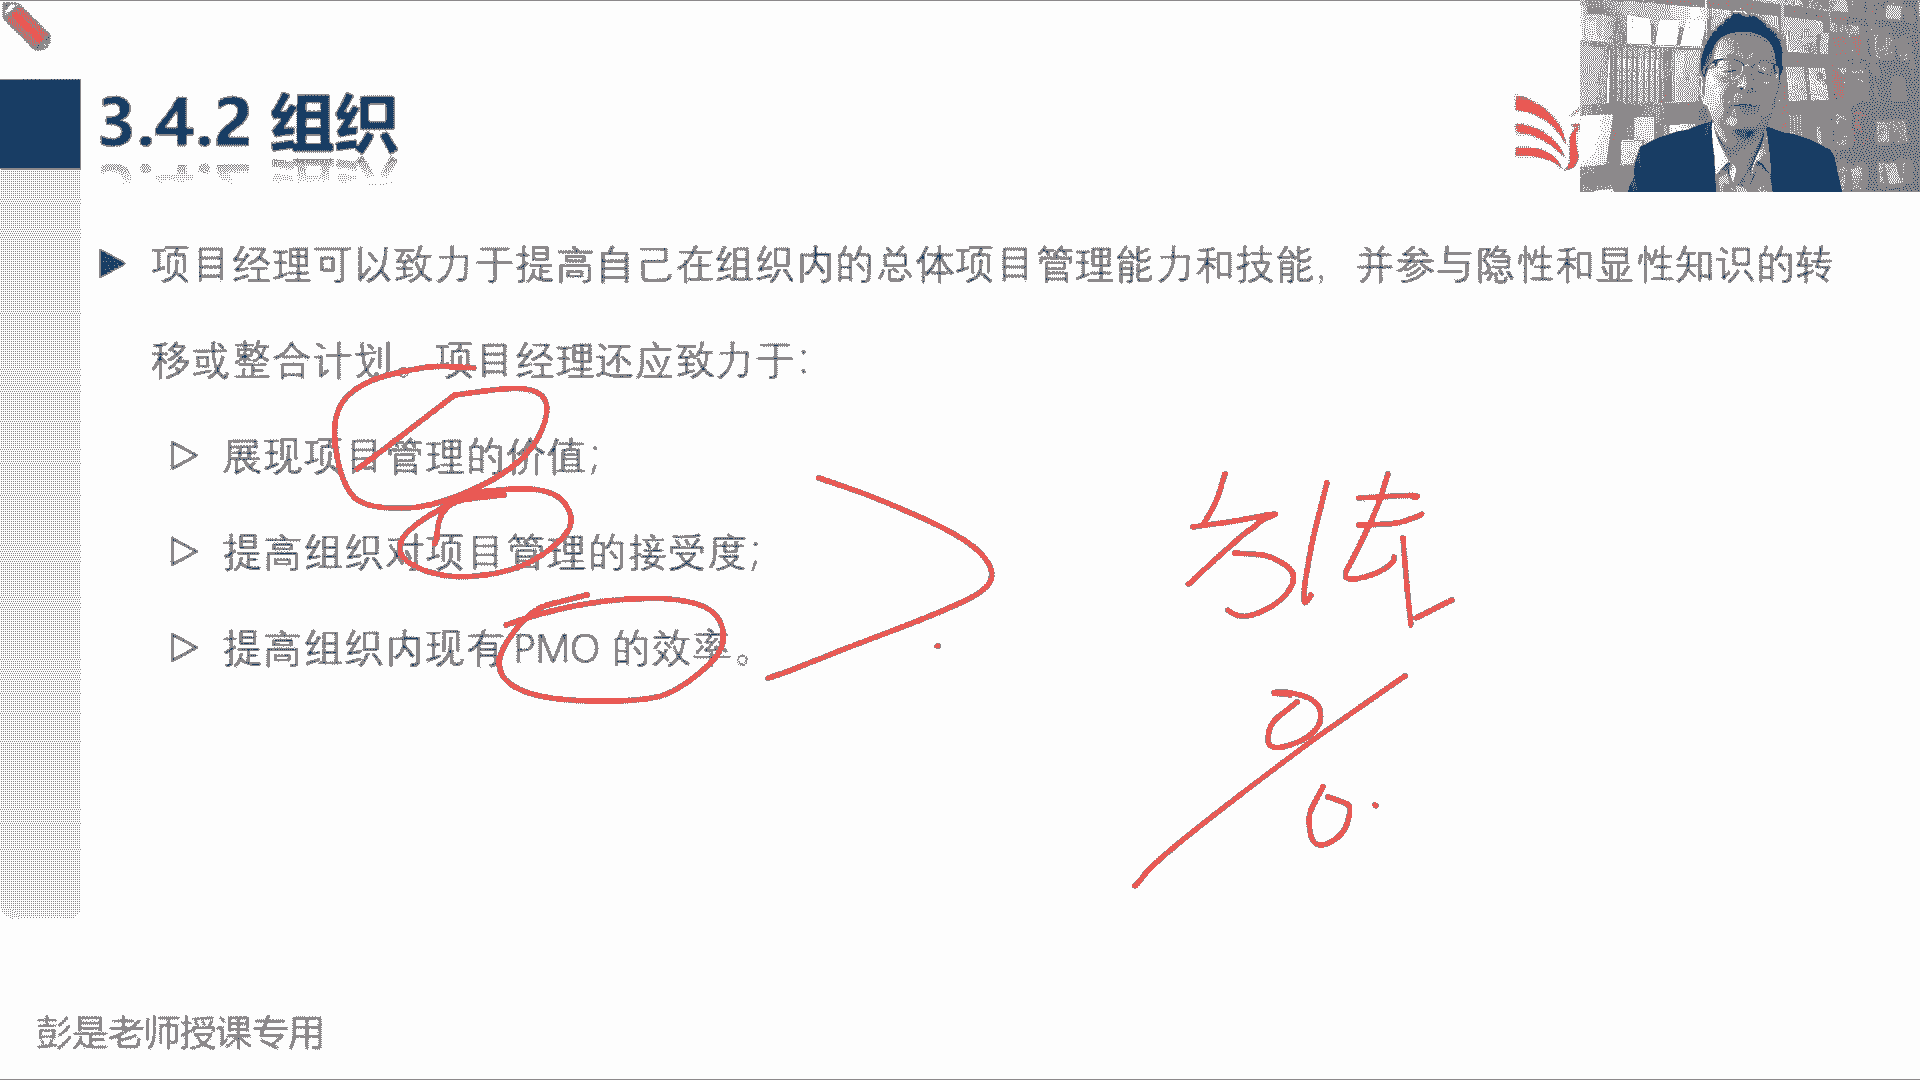 3.4.2 组织
项目经理可以致力于提高自己在组织内的总体项目管理能力和技能，并参与隐性和显性知识的转
移或整合计划。项目经理还应致力于：
展现项目管理的价值；
提高组织对项目管理的接受度；
提高组织内现有 PMO 的效率。
彭是老师授课专用